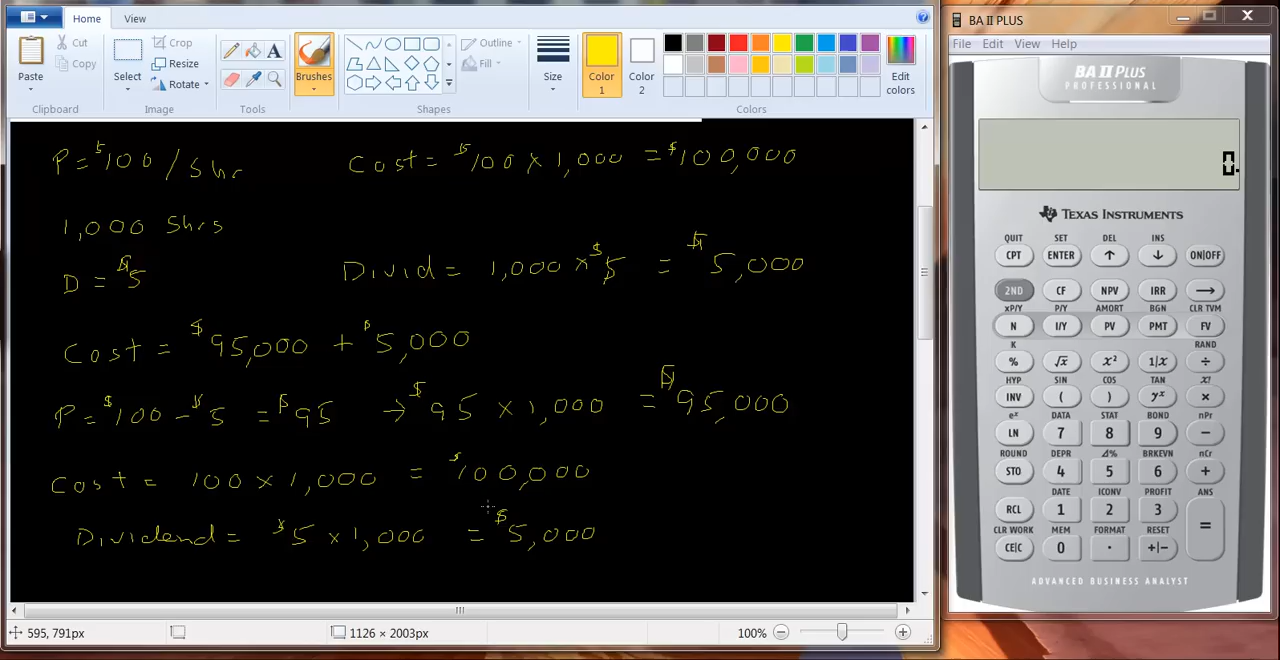 Home
View
BA II PLUS
Paste
Cut
Copy
Clipboard
Select
Crop
Resize
Rotate
Image
A
Tools
Brushes
Outline
Fill
Shapes
Size
Color 1
Color 2
Edit colors
Colors
File Edit View Help
P = $100 / Shr
Cost = $100 × 1,000 = $100,000
1,000 Shrs
D = $5
Divid = 1,000 × $5 = $5,000
Cost = $95,000 + $5,000
P = $100 - $5 = $95 → $95 × 1,000 = $95,000
Cost = 100 × 1,000 = $100,000
Dividend = $5 × 1,000 = $5,000
595, 791px
1126 × 2003px
100%
BA II Plus
PROFESSIONAL
0.
TEXAS INSTRUMENTS
QUIT SET DEL INS
CPT ENTER ↑ ↓ ON|OFF
2ND CF NPV IRR →
xP/Y P/Y AMORT BGN CLR TVM
N I/Y PV PMT FV
K RAND
% √x x² 1/x ÷
HYP SIN COS TAN x!
INV ( ) yˣ ×
eˣ DATA STAT BOND nPr
LN 7 8 9 −
ROUND DEPR Δ% BRKEVN nCr
STO 4 5 6 +
DATE ICONV PROFIT ANS
RCL 1 2 3 =
CLR WORK MEM FORMAT RESET
CE|C 0 . +|−
ADVANCED BUSINESS ANALYST